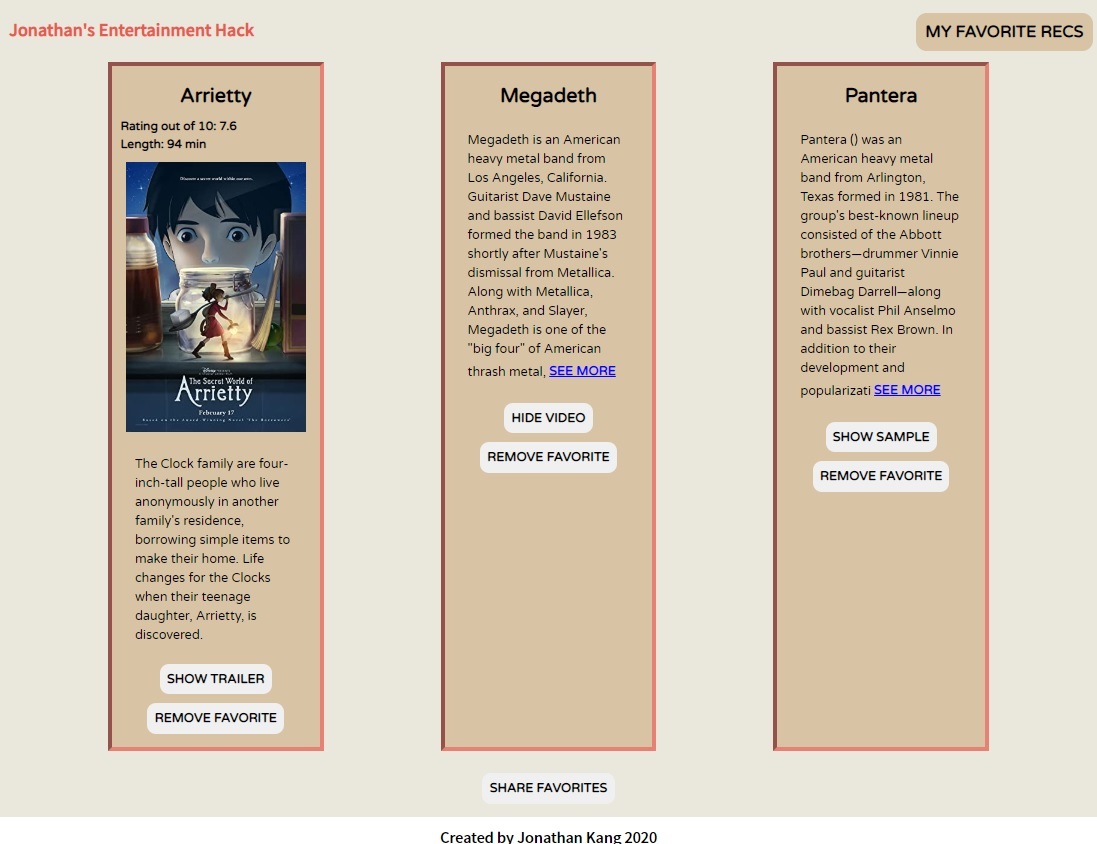 Jonathan's Entertainment Hack
MY FAVORITE RECS
Arrietty
Rating out of 10: 7.6
Length: 94 min
Discover a secret world within our own.
Disney
The Secret World of
Arrietty
February 17
Based on the Award-Winning Novel "The Borrowers"
The Clock family are four-
inch-tall people who live
anonymously in another
family's residence,
borrowing simple items to
make their home. Life
changes for the Clocks
when their teenage
daughter, Arrietty, is
discovered.
SHOW TRAILER
REMOVE FAVORITE
Megadeth
Megadeth is an American
heavy metal band from
Los Angeles, California.
Guitarist Dave Mustaine
and bassist David Ellefson
formed the band in 1983
shortly after Mustaine's
dismissal from Metallica.
Along with Metallica,
Anthrax, and Slayer,
Megadeth is one of the
"big four" of American
thrash metal, SEE MORE
HIDE VIDEO
REMOVE FAVORITE
Pantera
Pantera () was an
American heavy metal
band from Arlington,
Texas formed in 1981. The
group's best-known lineup
consisted of the Abbott
brothers—drummer Vinnie
Paul and guitarist
Dimebag Darrell—along
with vocalist Phil Anselmo
and bassist Rex Brown. In
addition to their
development and
popularizati SEE MORE
SHOW SAMPLE
REMOVE FAVORITE
SHARE FAVORITES
Created by Jonathan Kang 2020